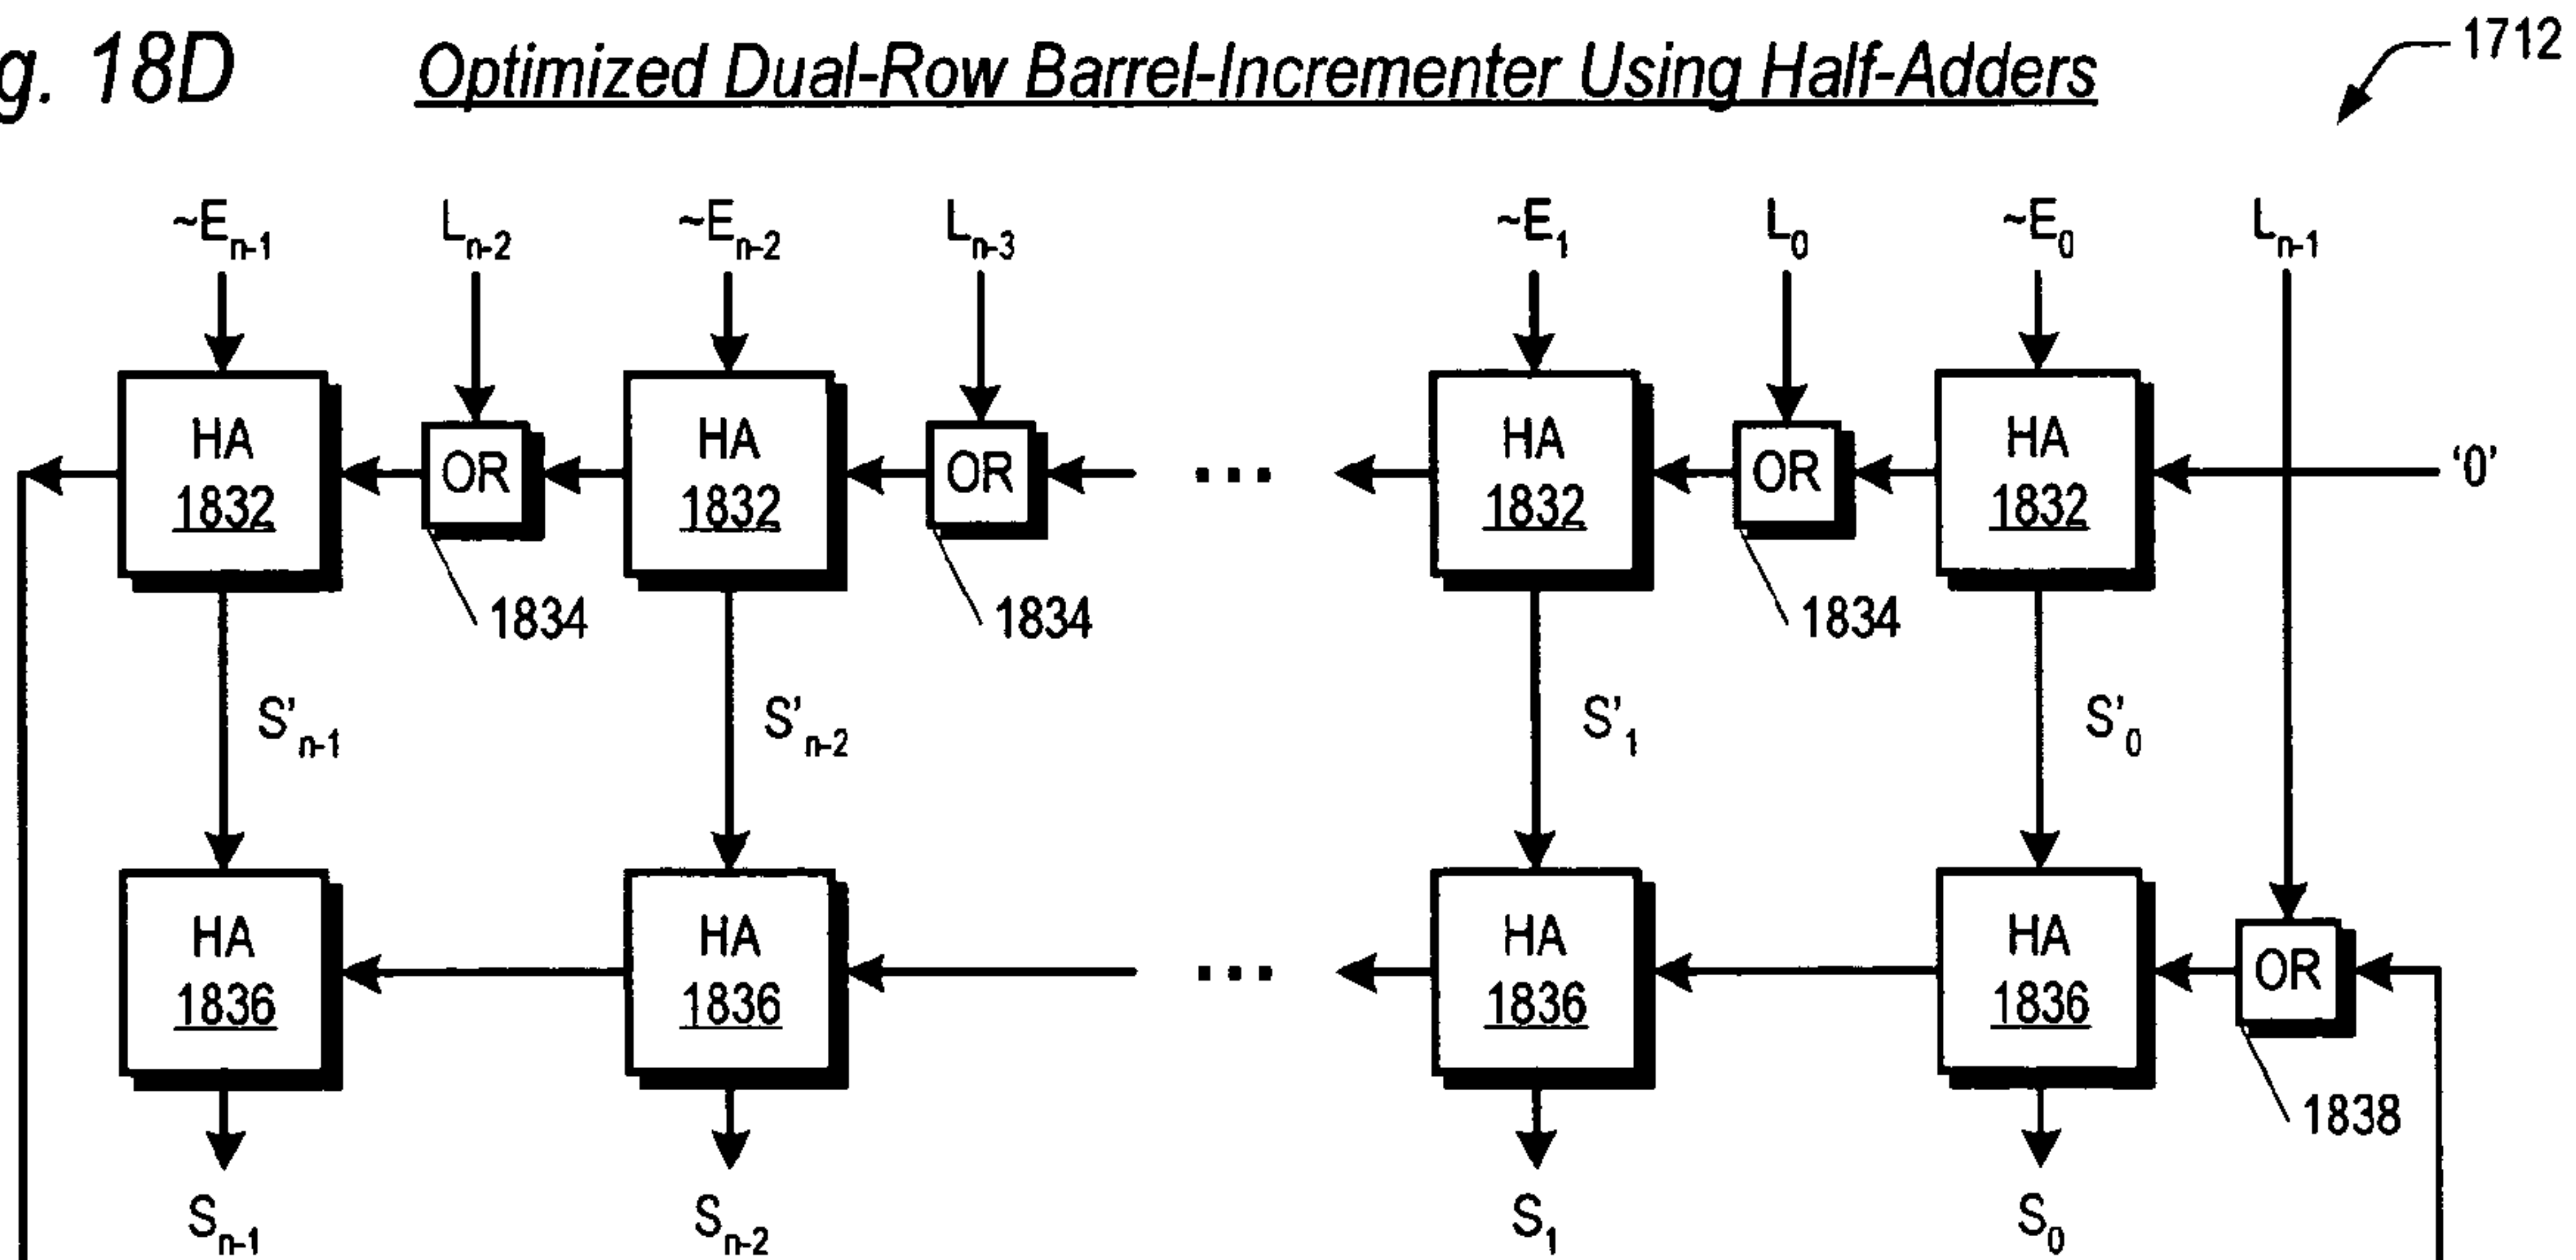 g. 18D Optimized Dual-Row Barrel-Incrementer Using Half-Adders 1712
~Eₙ₋₁ Lₙ₋₂ ~Eₙ₋₂ Lₙ₋₃ ~E₁ L₀ ~E₀ Lₙ₋₁
HA OR HA OR ... HA OR HA '0'
1832 1832 1832 1832
1834 1834 1834
S'ₙ₋₁ S'ₙ₋₂ S'₁ S'₀
HA HA ... HA HA OR
1836 1836 1836 1836
1838
Sₙ₋₁ Sₙ₋₂ S₁ S₀